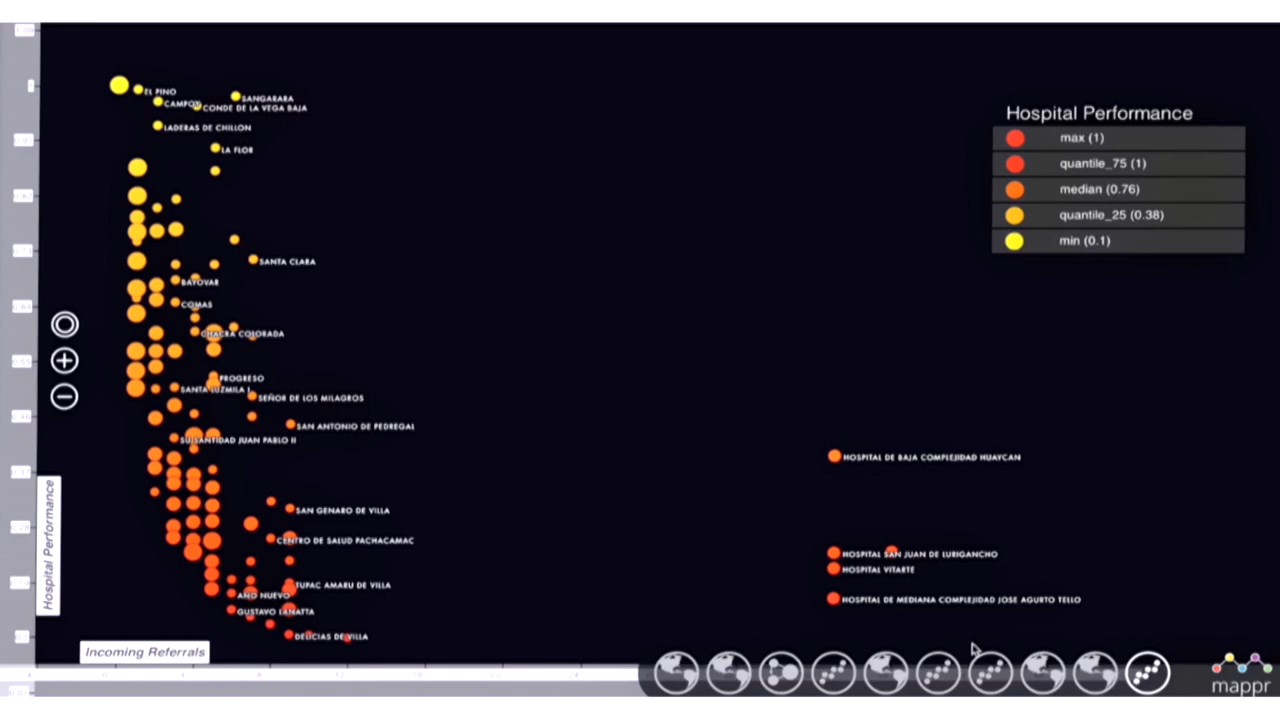 EL PINO
SANGARARA
CAMPOY
CONDE DE LA VEGA BAJA
Hospital Performance
LADERAS DE CHILLON
max (1)
LA FLOR
quantile_75 (1)
median (0.76)
quantile_25 (0.38)
min (0.1)
SANTA CLARA
BAYOVAR
COMAS
CHACRA COLORADA
PROGRESO
SANTA LUZMILA I
SEÑOR DE LOS MILAGROS
SAN ANTONIO DE PEDREGAL
SU SANTIDAD JUAN PABLO II
HOSPITAL DE BAJA COMPLEJIDAD HUAYCAN
Hospital Performance
SAN GENARO DE VILLA
CENTRO DE SALUD PACHACAMAC
HOSPITAL SAN JUAN DE LURIGANCHO
HOSPITAL VITARTE
TUPAC AMARU DE VILLA
AÑO NUEVO
HOSPITAL DE MEDIANA COMPLEJIDAD JOSE AGURTO TELLO
GUSTAVO LANATTA
DELICIAS DE VILLA
Incoming Referrals
mappr